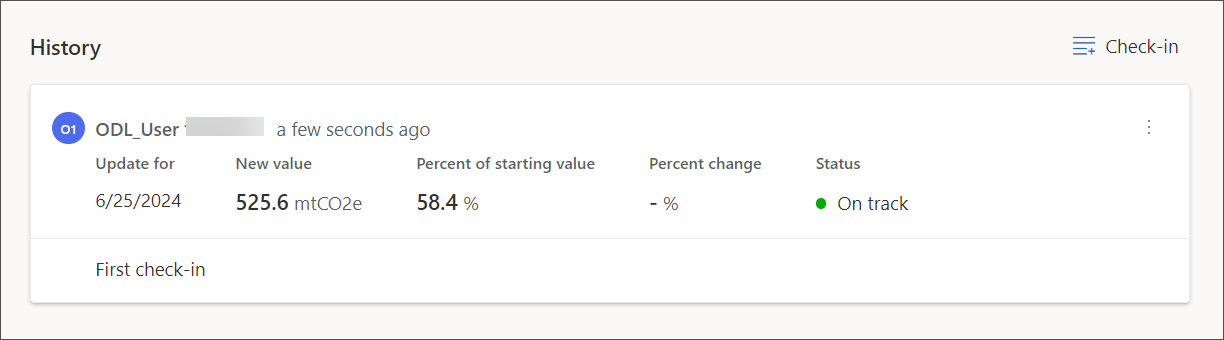 History
Check-in
O1 ODL_User a few seconds ago
Update for New value Percent of starting value Percent change Status
6/25/2024 525.6 mtCO2e 58.4 % - % On track
First check-in